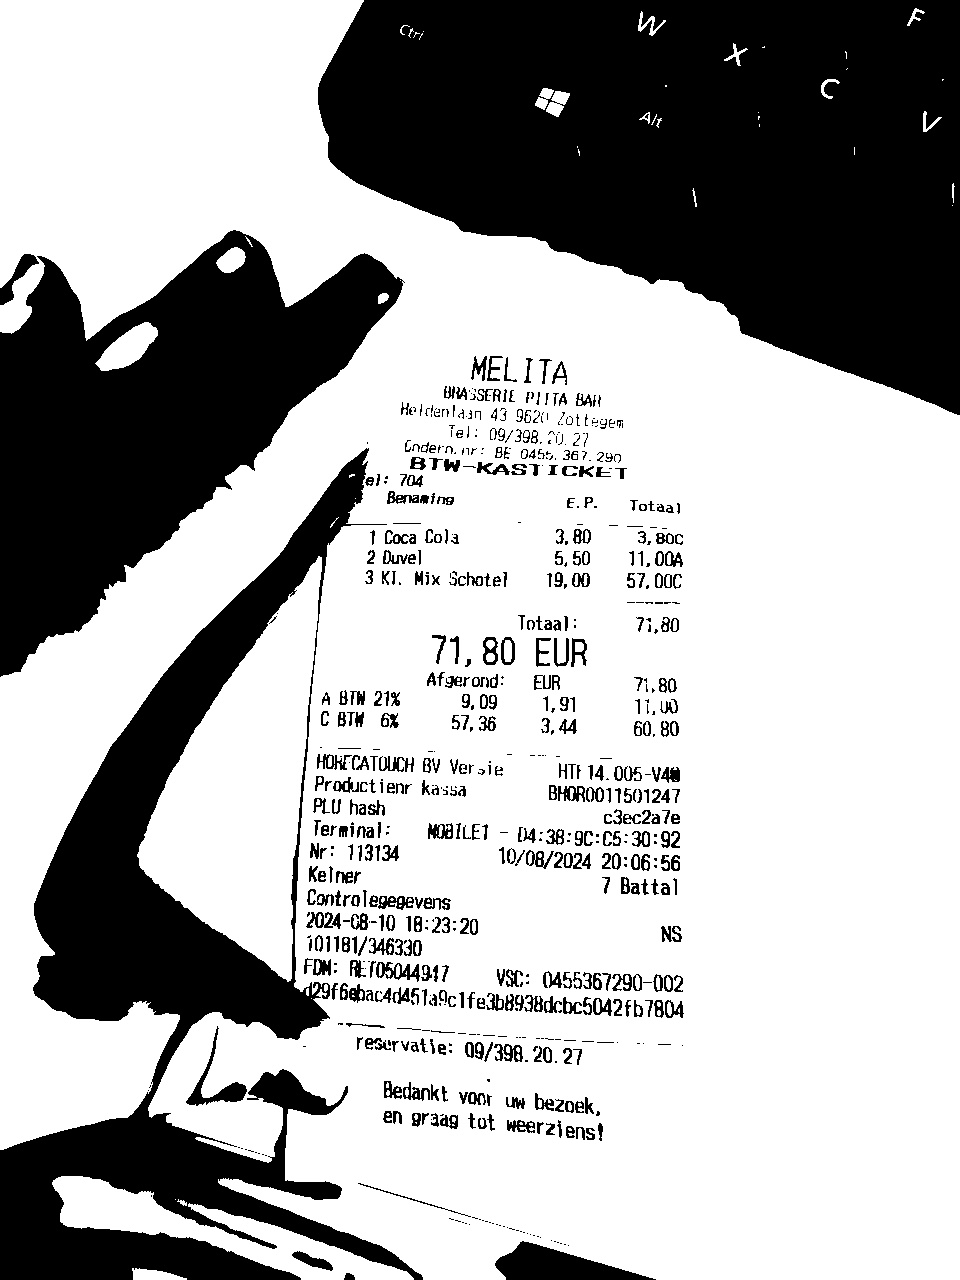 Ctrl
W
X
F
C
V
Alt
MELITA
BRASSERIE PITTA BAR
Heldenlaan 43 9620 Zottegem
Tel: 09/398.20.27
Ondern.nr: BE 0455.367.290
BTW-KASTICKET
el: 704
Benaming E.P. Totaal
1 Coca Cola 3,80 3,80C
2 Duvel 5,50 11,00A
3 Kl. Mix Schotel 19,00 57,00C
Totaal: 71,80
71,80 EUR
Afgerond: EUR 71,80
A BTW 21% 9,09 1,91 11,00
C BTW 6% 57,36 3,44 60,80
HORECATOUCH BV Versie 14.005-V4
Productienr kassa BHOR0011501247
PLU hash c3ec2a7e
Terminal: MOBILE1 - D4:38:9C:C5:30:92
Nr: 113134 10/08/2024 20:06:56
Kelner 7 Battal
Controlegegevens
2024-08-10 18:23:20 NS
101181/346330
FDM: RET05044917 VSC: 0455367290-002
d29f6ebac4d451a9c1fe3b8938dcbc5042fb7804
reservatie: 09/398.20.27
Bedankt voor uw bezoek,
en graag tot weerziens!